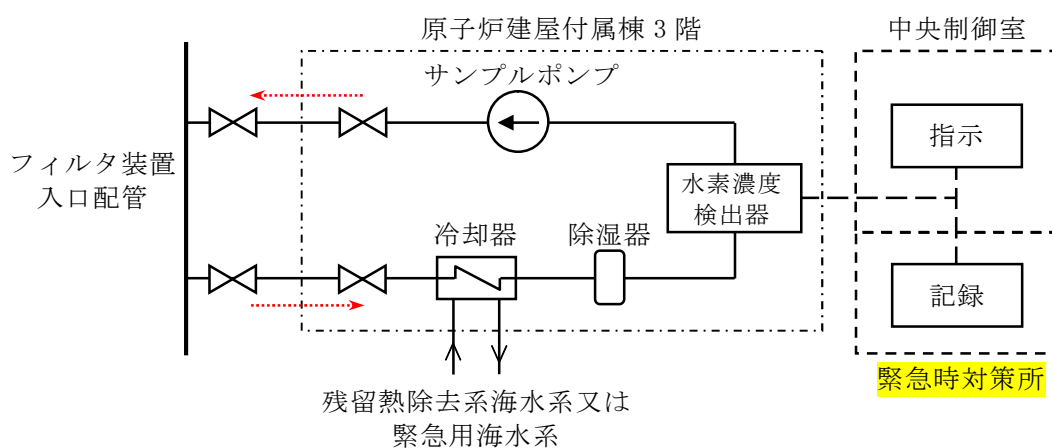 原子炉建屋付属棟3階
中央制御室
サンプルポンプ
指示
フィルタ装置
入口配管
水素濃度
検出器
冷却器
除湿器
記録
緊急時対策所
残留熱除去系海水系又は
緊急用海水系